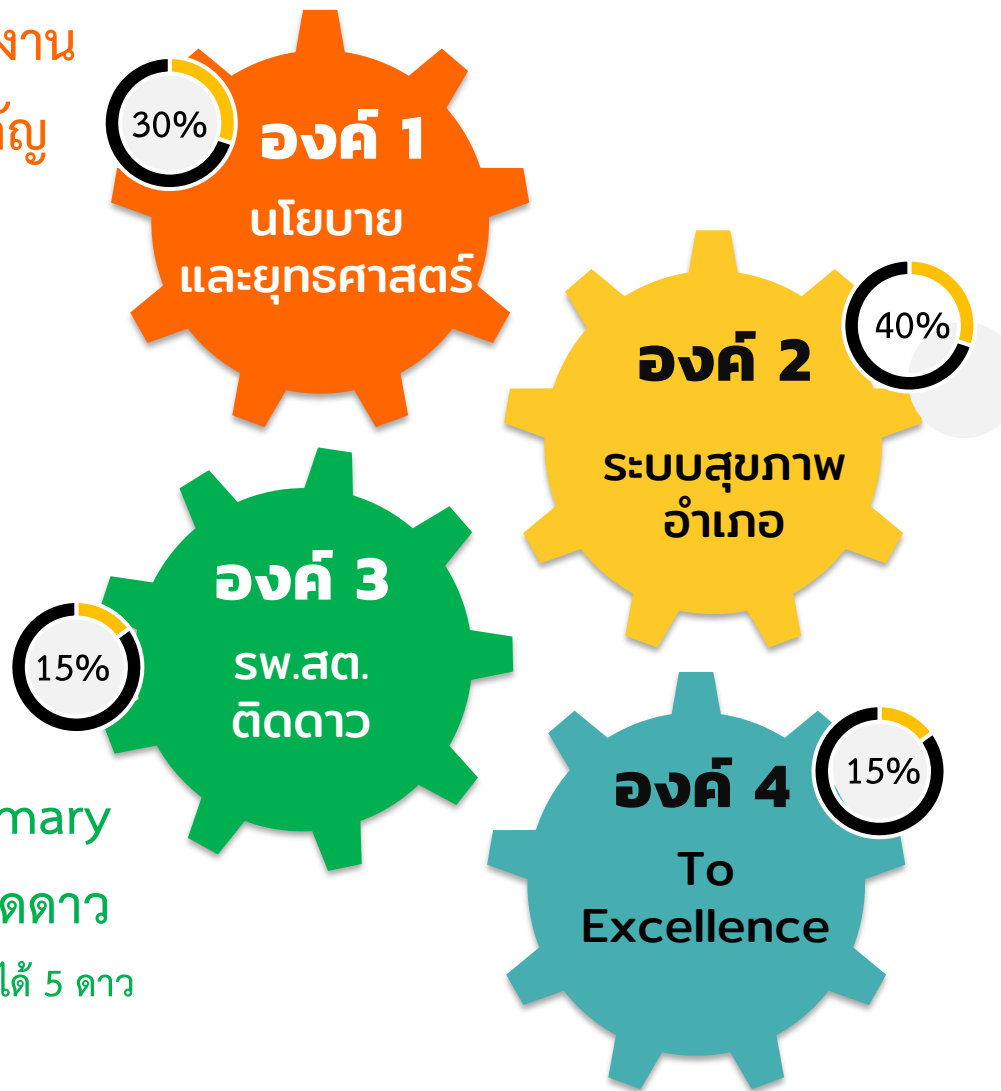 งาน
30%
องค์ 1
นโยบาย
และยุทธศาสตร์
40%
องค์ 2
ระบบสุขภาพ
อำเภอ
องค์ 3
15%
รพ.สต.
ติดดาว
15%
องค์ 4
To
Excellence
mary
ดดาว
ได้ 5 ดาว